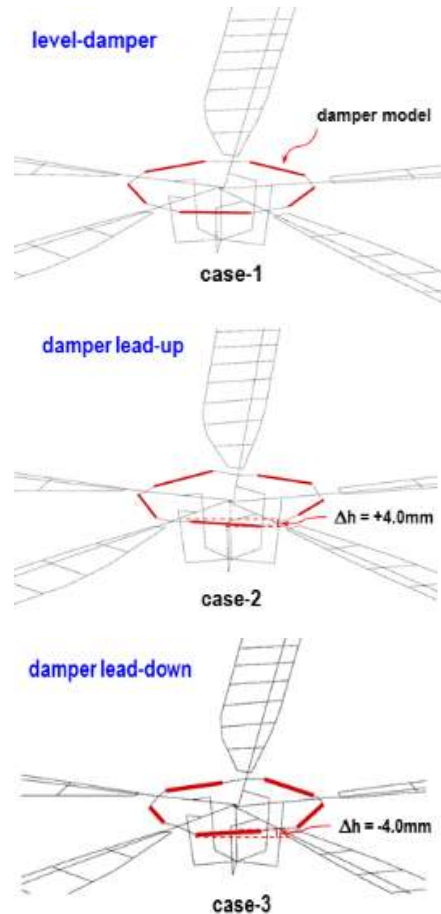 level-damper
damper model
case-1
damper lead-up
Δh = +4.0mm
case-2
damper lead-down
Δh = -4.0mm
case-3